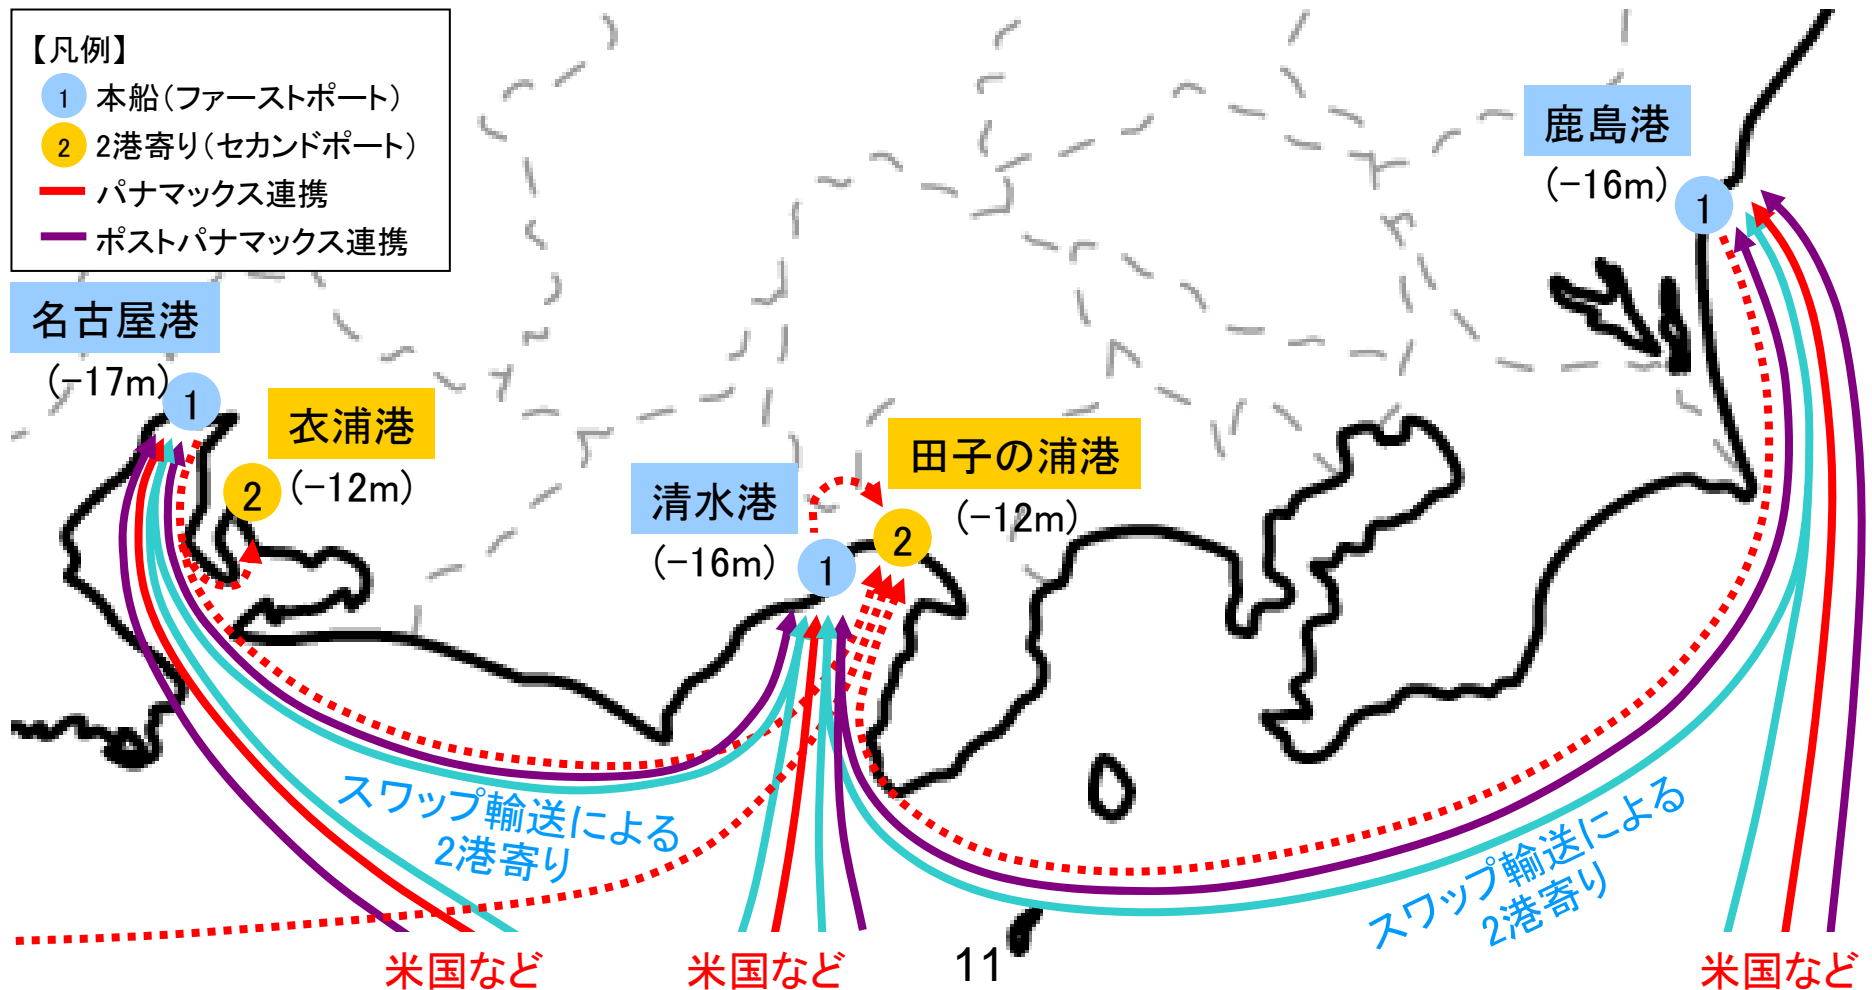 【凡例】
1 本船（ファーストポート）
2 2港寄り（セカンドポート）
パナマックス連携
ポストパナマックス連携
鹿島港
(-16m)
1
名古屋港
(-17m)
1
衣浦港
(-12m)
2
田子の浦港
(-12m)
2
清水港
(-16m)
1
スワップ輸送による
2港寄り
スワップ輸送による
2港寄り
米国など
米国など
11
米国など